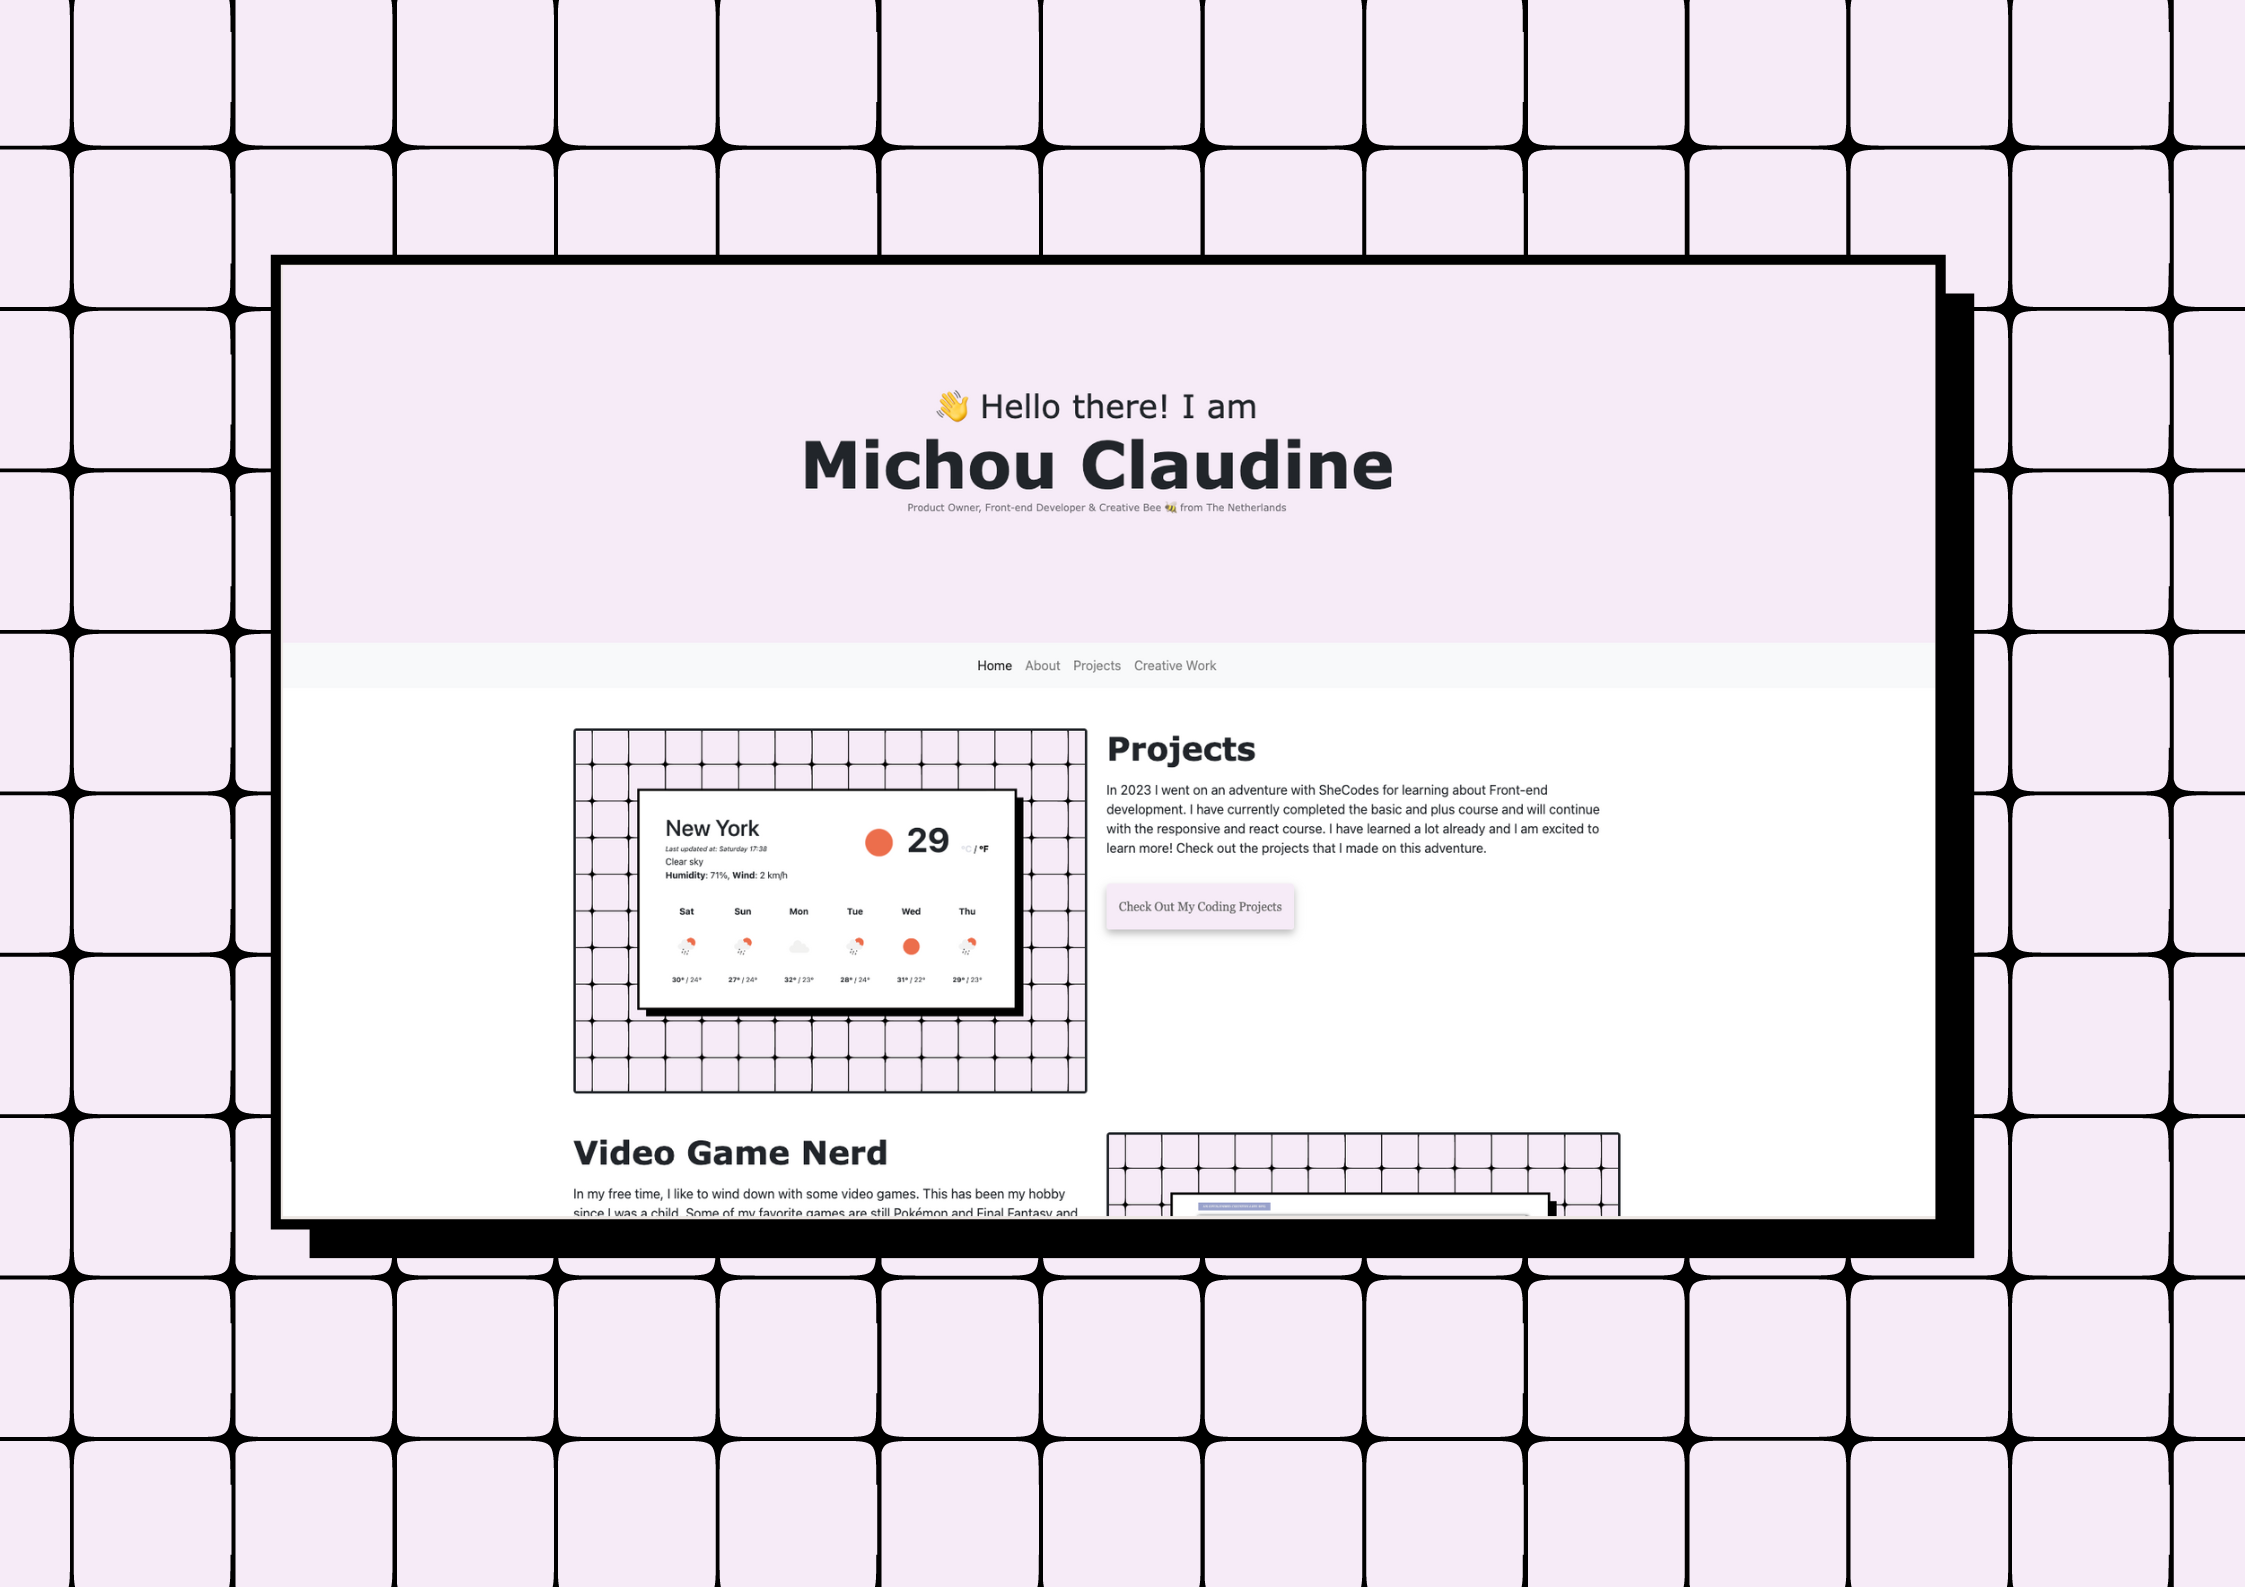 👋 Hello there! I am
Michou Claudine
Product Owner, Front-end Developer & Creative Bee 🐝 from The Netherlands
Home About Projects Creative Work
New York
Last updated at: Saturday 17:38
Clear sky
Humidity: 71%, Wind: 2 km/h
29 °C / °F
Sat Sun Mon Tue Wed Thu
30° / 24° 27° / 24° 32° / 23° 28° / 24° 31° / 22° 29° / 23°
Projects
In 2023 I went on an adventure with SheCodes for learning about Front-end
development. I have currently completed the basic and plus course and will continue
with the responsive and react course. I have learned a lot already and I am excited to
learn more! Check out the projects that I made on this adventure.
Check Out My Coding Projects
Video Game Nerd
In my free time, I like to wind down with some video games. This has been my hobby
since I was a child. Some of my favorite games are still Pokémon and Final Fantasy and